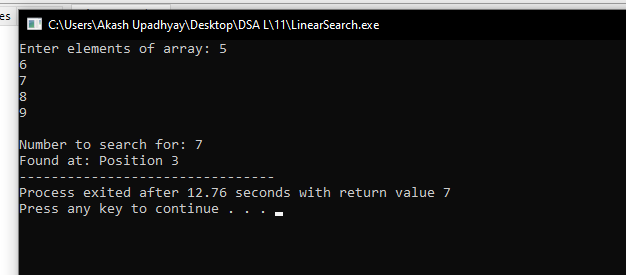 es
C:\Users\Akash Upadhyay\Desktop\DSA L\11\LinearSearch.exe
Enter elements of array: 5
6
7
8
9
Number to search for: 7
Found at: Position 3
--------------------------------
Process exited after 12.76 seconds with return value 7
Press any key to continue . . .